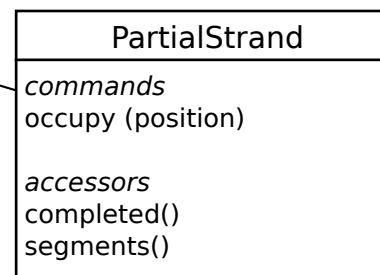 PartialStrand
commands
occupy (position)
accessors
completed()
segments()